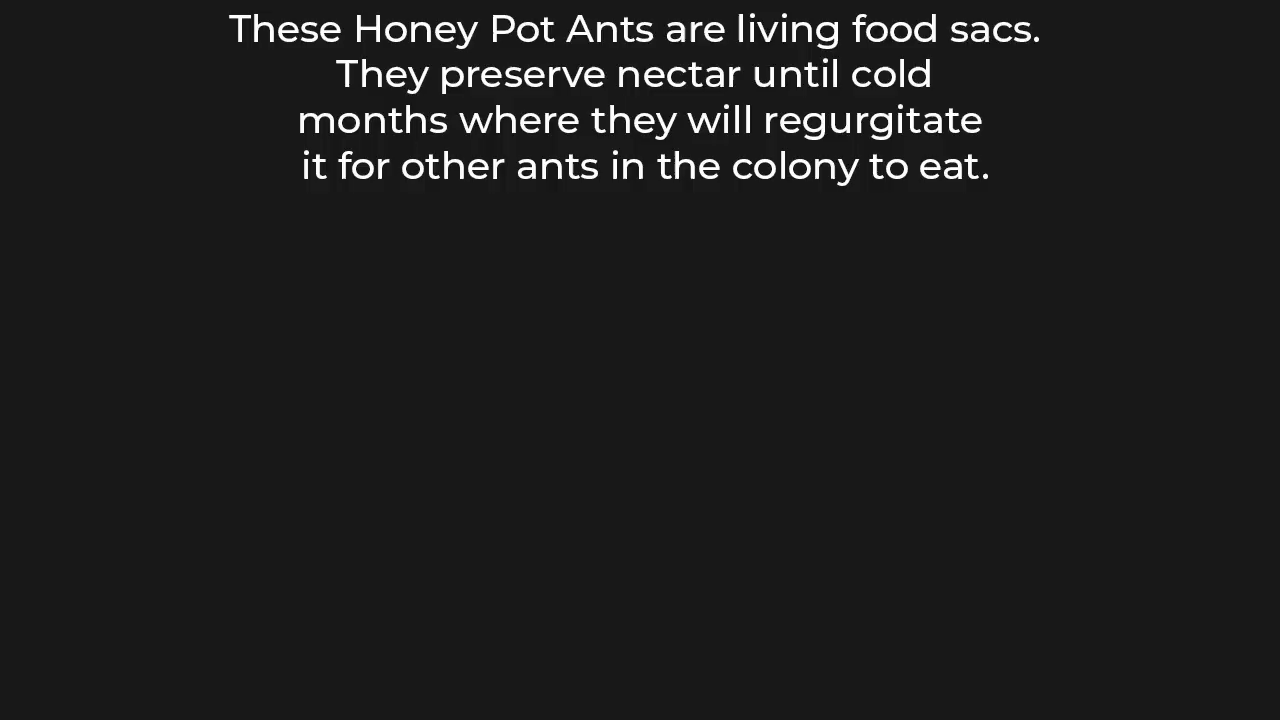 These Honey Pot Ants are living food sacs.
They preserve nectar until cold
months where they will regurgitate
it for other ants in the colony to eat.